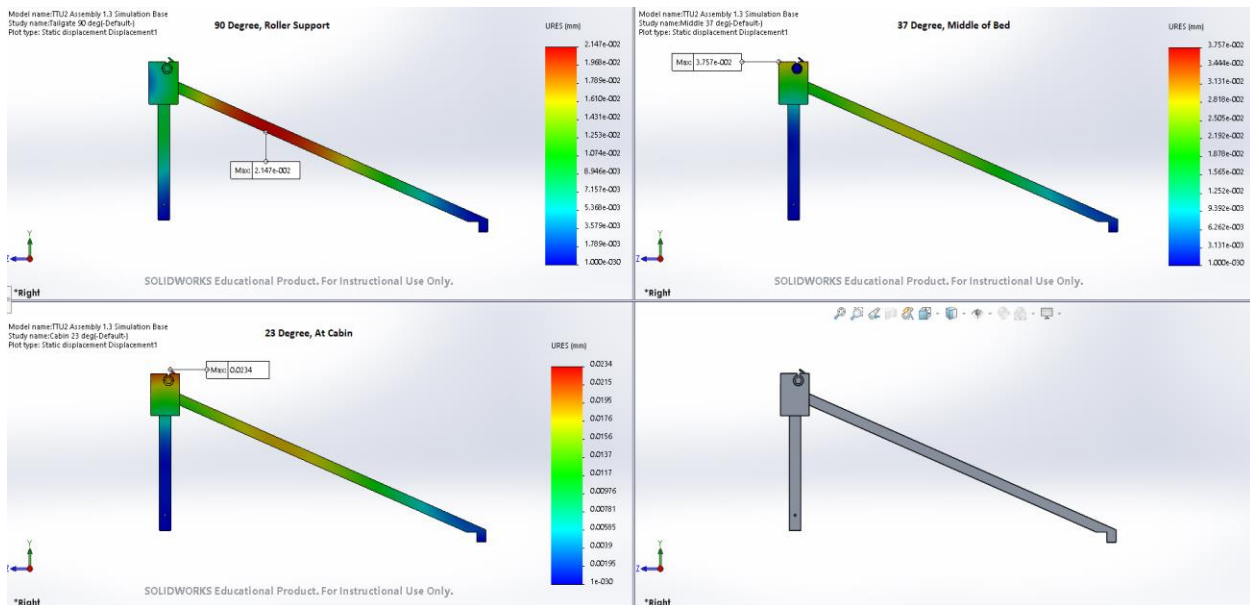 Model name:TTU2 Assembly 1.3 Simulation Base
Study name:Tailgate 90 deg(-Default-)
Plot type: Static displacement Displacement1
90 Degree, Roller Support
URES (mm)
2.147e-002
1.968e-002
1.789e-002
1.610e-002
1.431e-002
1.253e-002
1.074e-002
8.946e-003
7.157e-003
5.368e-003
3.579e-003
1.789e-003
1.000e-030
Max: 2.147e-002
Y
Z
SOLIDWORKS Educational Product. For Instructional Use Only.
*Right
Model name:TTU2 Assembly 1.3 Simulation Base
Study name:Middle 37 deg(-Default-)
Plot type: Static displacement Displacement1
37 Degree, Middle of Bed
URES (mm)
3.757e-002
3.444e-002
3.131e-002
2.818e-002
2.505e-002
2.192e-002
1.878e-002
1.565e-002
1.252e-002
9.392e-003
6.262e-003
3.131e-003
1.000e-030
Max: 3.757e-002
Y
Z
SOLIDWORKS Educational Product. For Instructional Use Only.
*Right
Model name:TTU2 Assembly 1.3 Simulation Base
Study name:Cabin 23 deg(-Default-)
Plot type: Static displacement Displacement1
23 Degree, At Cabin
URES (mm)
0.0234
0.0215
0.0195
0.0176
0.0156
0.0137
0.0117
0.00976
0.00781
0.00585
0.0039
0.00195
1e-030
Max: 0.0234
Y
Z
SOLIDWORKS Educational Product. For Instructional Use Only.
*Right
Y
Z
*Right